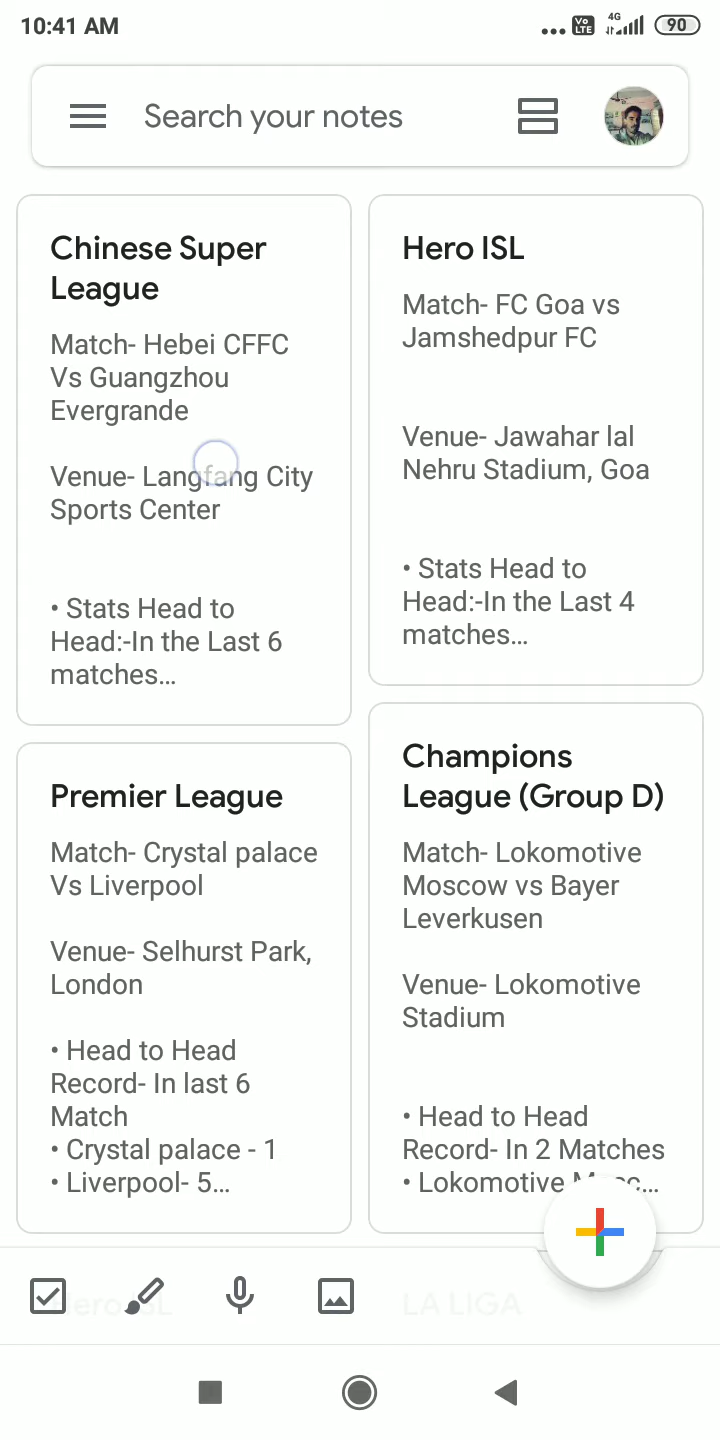 10:41 AM
Vo LTE
4G
90
Search your notes
Chinese Super
League
Match- Hebei CFFC
Vs Guangzhou
Evergrande
Venue- Langfang City
Sports Center
• Stats Head to
Head:-In the Last 6
matches…
Hero ISL
Match- FC Goa vs
Jamshedpur FC
Venue- Jawahar lal
Nehru Stadium, Goa
• Stats Head to
Head:-In the Last 4
matches…
Premier League
Match- Crystal palace
Vs Liverpool
Venue- Selhurst Park,
London
• Head to Head
Record- In last 6
Match
• Crystal palace - 1
• Liverpool- 5…
Champions
League (Group D)
Match- Lokomotive
Moscow vs Bayer
Leverkusen
Venue- Lokomotive
Stadium
• Head to Head
Record- In 2 Matches
• Lokomotive
Hero ISL
LA LIGA